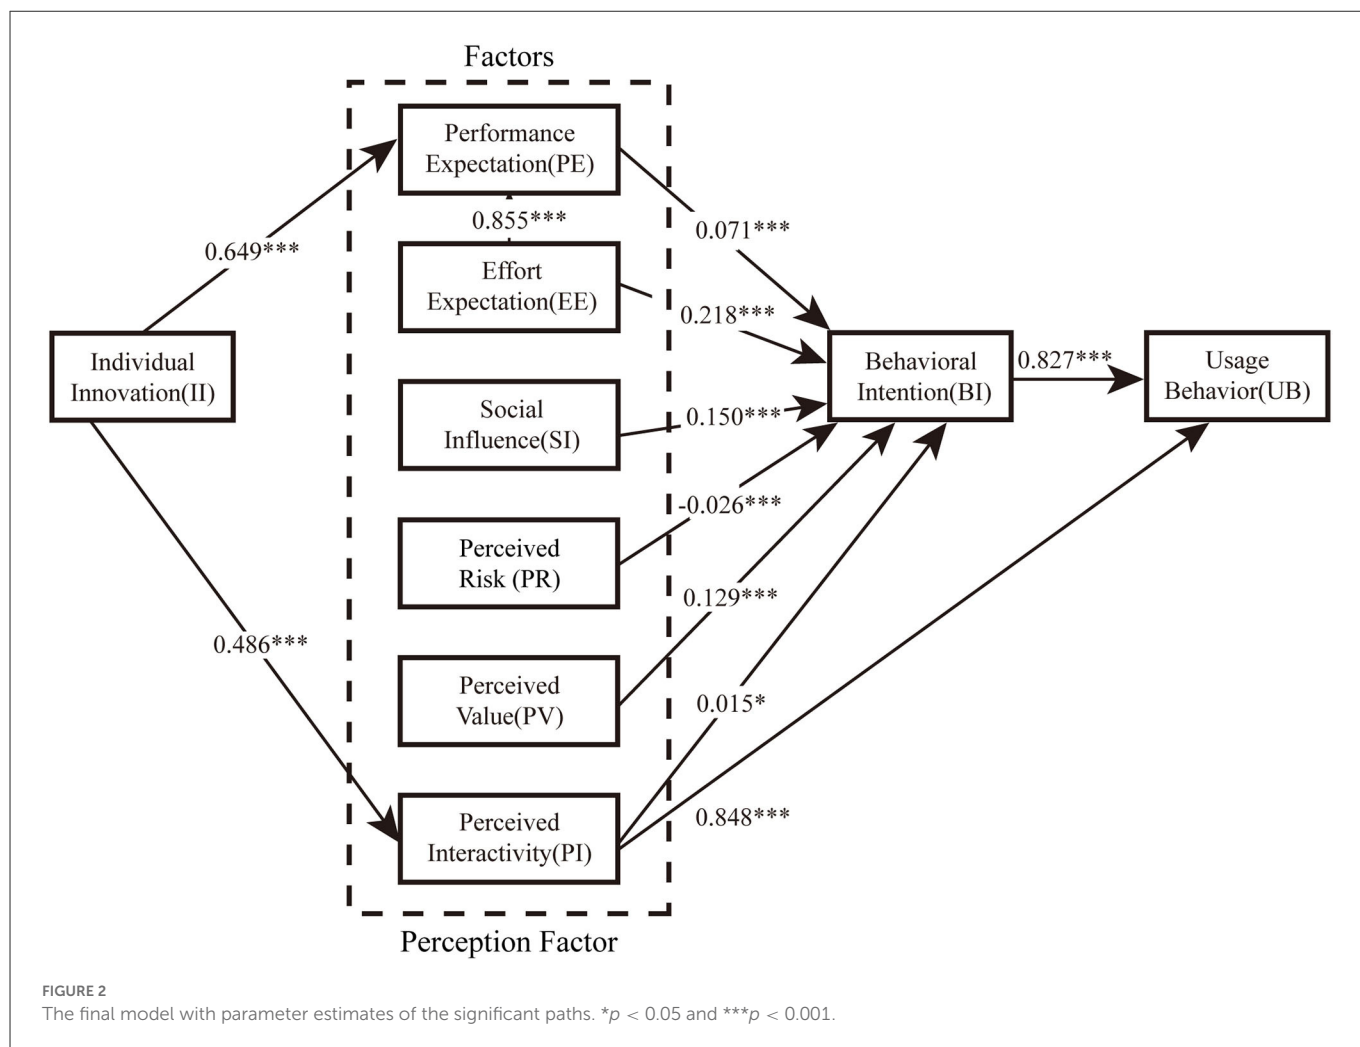 Factors
Performance
Expectation(PE)
0.855***
0.071***
0.649***
Effort
Expectation(EE)
0.218***
Individual
Innovation(II)
Behavioral
Intention(BI)
0.827***
Usage
Behavior(UB)
Social
Influence(SI)
0.150***
-0.026***
Perceived
Risk (PR)
0.129***
0.486***
Perceived
Value(PV)
0.015*
Perceived
Interactivity(PI)
0.848***
Perception Factor
FIGURE 2
The final model with parameter estimates of the significant paths. *p < 0.05 and ***p < 0.001.